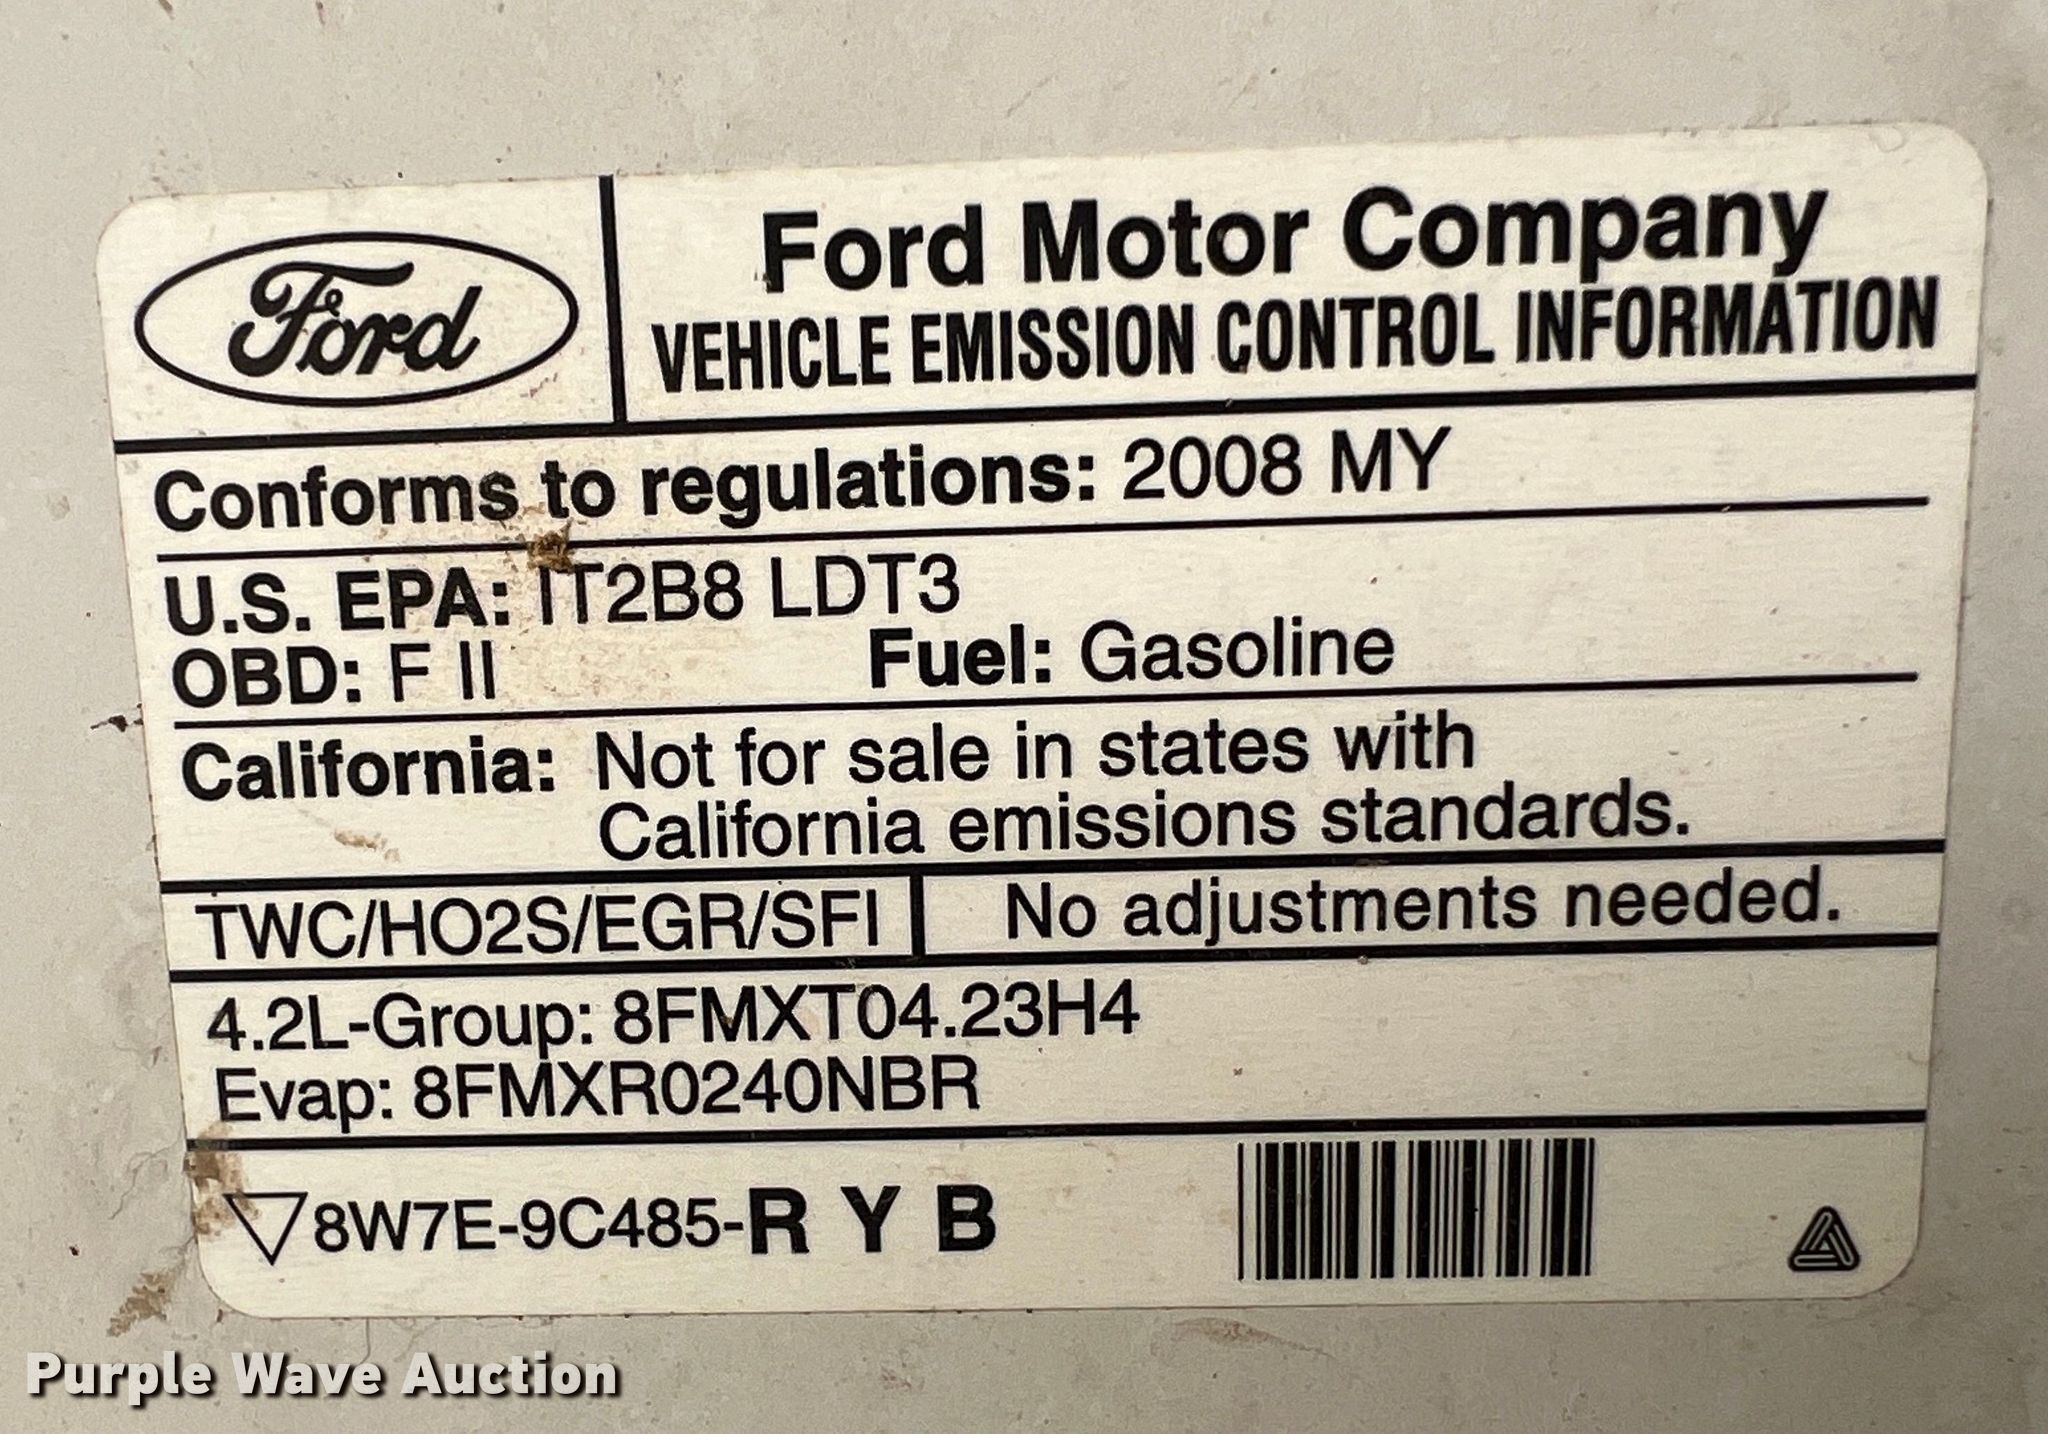 Ford
Ford Motor Company
VEHICLE EMISSION CONTROL INFORMATION
Conforms to regulations: 2008 MY
U.S. EPA: IT2B8 LDT3
OBD: F II Fuel: Gasoline
California: Not for sale in states with
California emissions standards.
TWC/HO2S/EGR/SFI No adjustments needed.
4.2L-Group: 8FMXT04.23H4
Evap: 8FMXR0240NBR
8W7E-9C485-R Y B
Purple Wave Auction